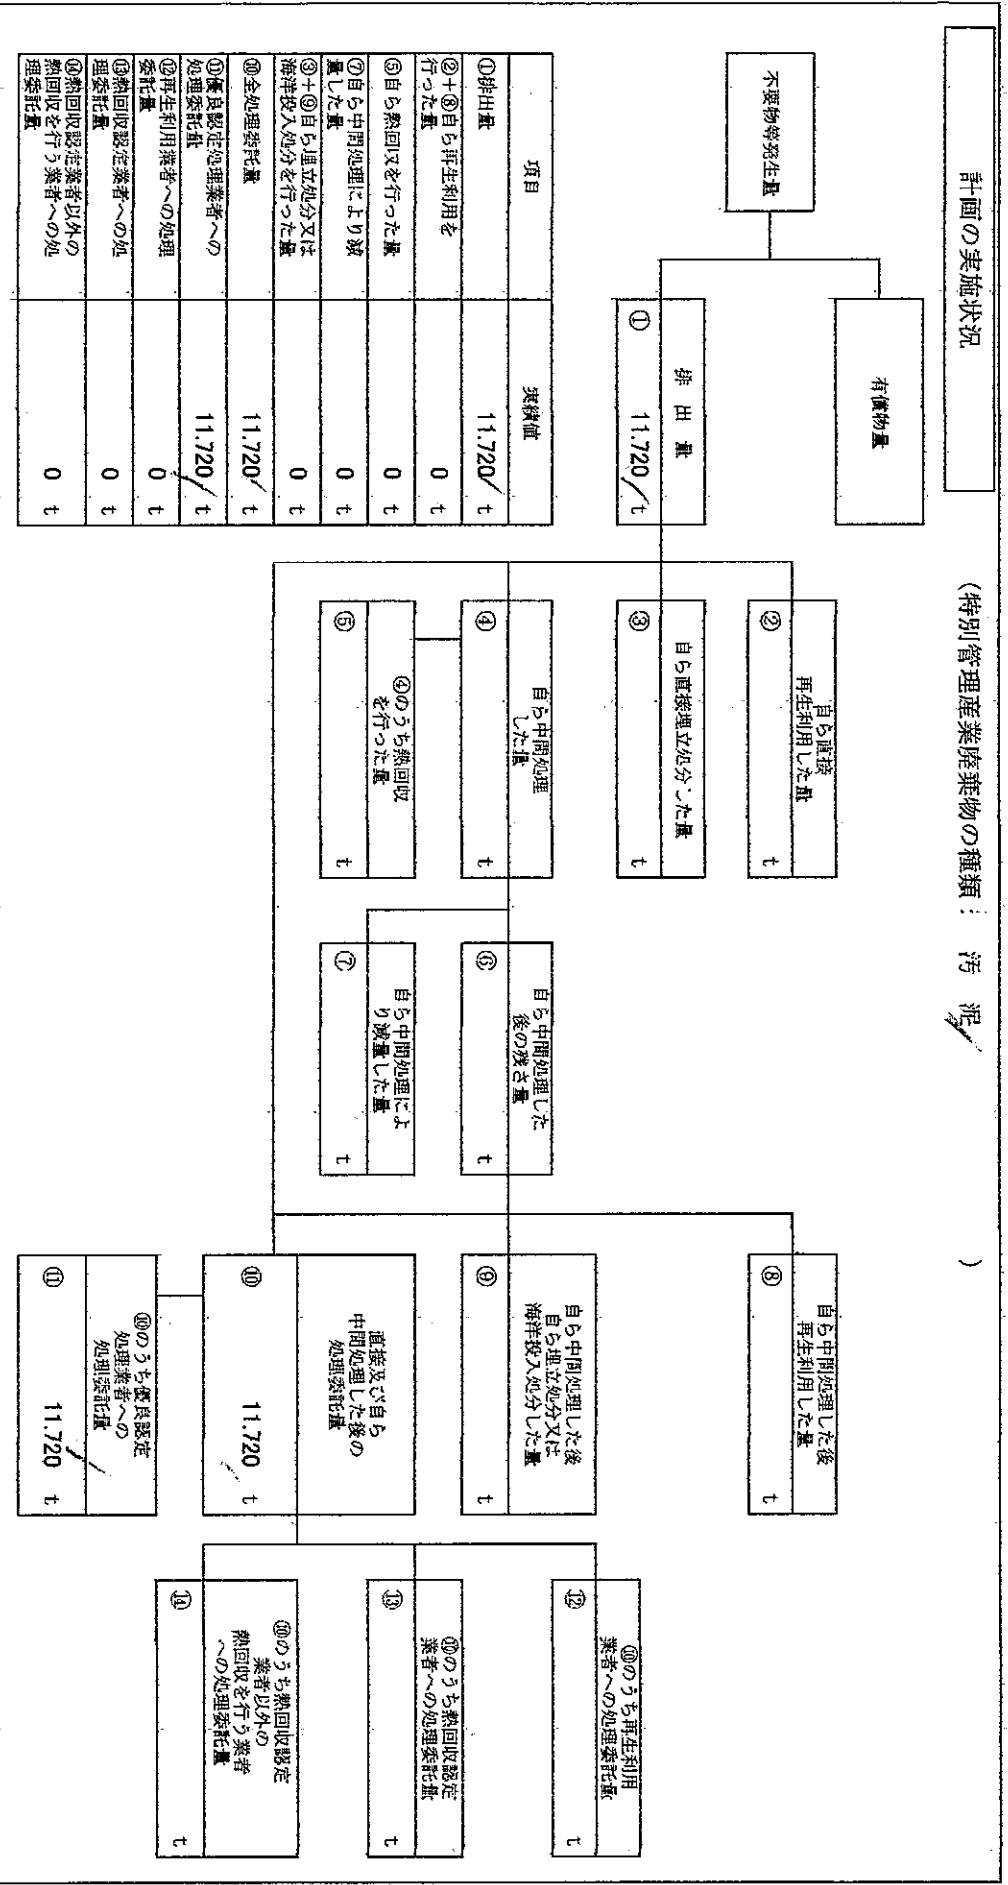 計画の実施状況
(特別管理産業廃棄物の種類: 汚 泥 )
不要物等発生量
有償物量
排 出 量
① 11.720 t
自ら直接
再生利用した量
② t
自ら直接埋立処分した量
③ t
自ら中間処理
した量
④ t
④のうち熱回収
を行った量
⑤ t
自ら中間処理した
後の残さ量
⑥ t
自ら中間処理によ
り減量した量
⑦ t
自ら中間処理した後
再生利用した量
⑧ t
自ら中間処理した後
自ら埋立処分又は
海洋投入処分した量
⑨ t
直接及び自ら
中間処理した後の
処理委託量
⑩ 11.720 t
⑩のうち優良認定
処理業者への
処理委託量
⑪ 11.720 t
⑩のうち再生利用
業者への処理委託量
⑫ t
⑩のうち熱回収認定
業者への処理委託量
⑬ t
⑩のうち熱回収認定
業者以外の
熱回収を行う業者
への処理委託量
⑭ t
項目 実績値
①排出量 11.720 t
②+⑧自ら再生利用を
行った量 0 t
⑤自ら熱回収を行った量 0 t
⑦自ら中間処理により減
量した量 0 t
③+⑨自ら埋立処分又は
海洋投入処分を行った量 0 t
⑩全処理委託量 11.720 t
⑪優良認定処理業者への
処理委託量 11.720 t
⑫再生利用業者への処理
委託量 0 t
⑬熱回収認定業者への処
理委託量 0 t
⑭熱回収認定業者以外の
熱回収を行う業者への処
理委託量 0 t